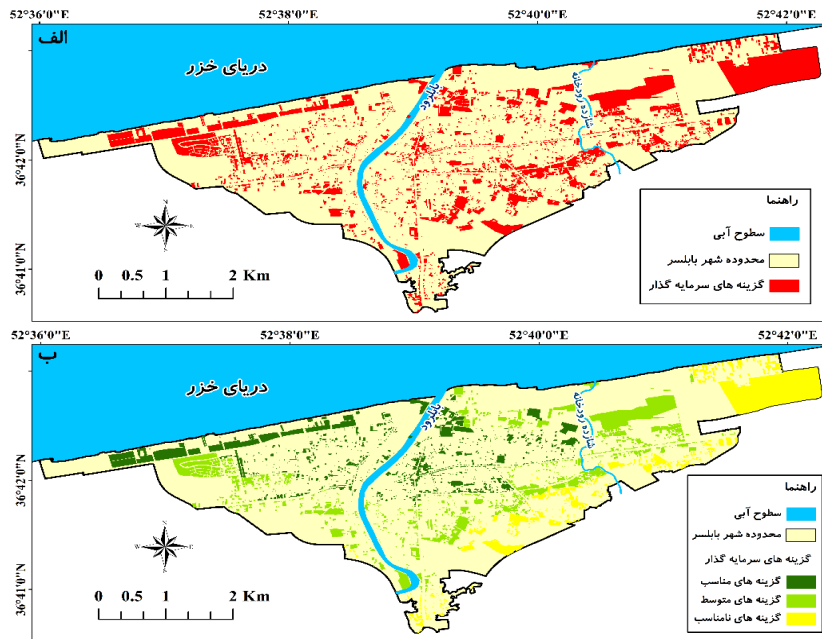 52°36'0"E 52°38'0"E 52°40'0"E 52°42'0"E
الف
دریای خزر
بابلرود
شازده رودخانه
36°42'0"N
36°41'0"N
N
W E
S
0 0.5 1 2 Km
راهنما
سطوح آبی
محدوده شهر بابلسر
گزینه های سرمایه گذار
52°36'0"E 52°38'0"E 52°40'0"E 52°42'0"E
ب
دریای خزر
بابلرود
شازده رودخانه
36°42'0"N
36°41'0"N
N
W E
S
0 0.5 1 2 Km
راهنما
سطوح آبی
محدوده شهر بابلسر
گزینه های سرمایه گذار
گزینه های مناسب
گزینه های متوسط
گزینه های نامناسب